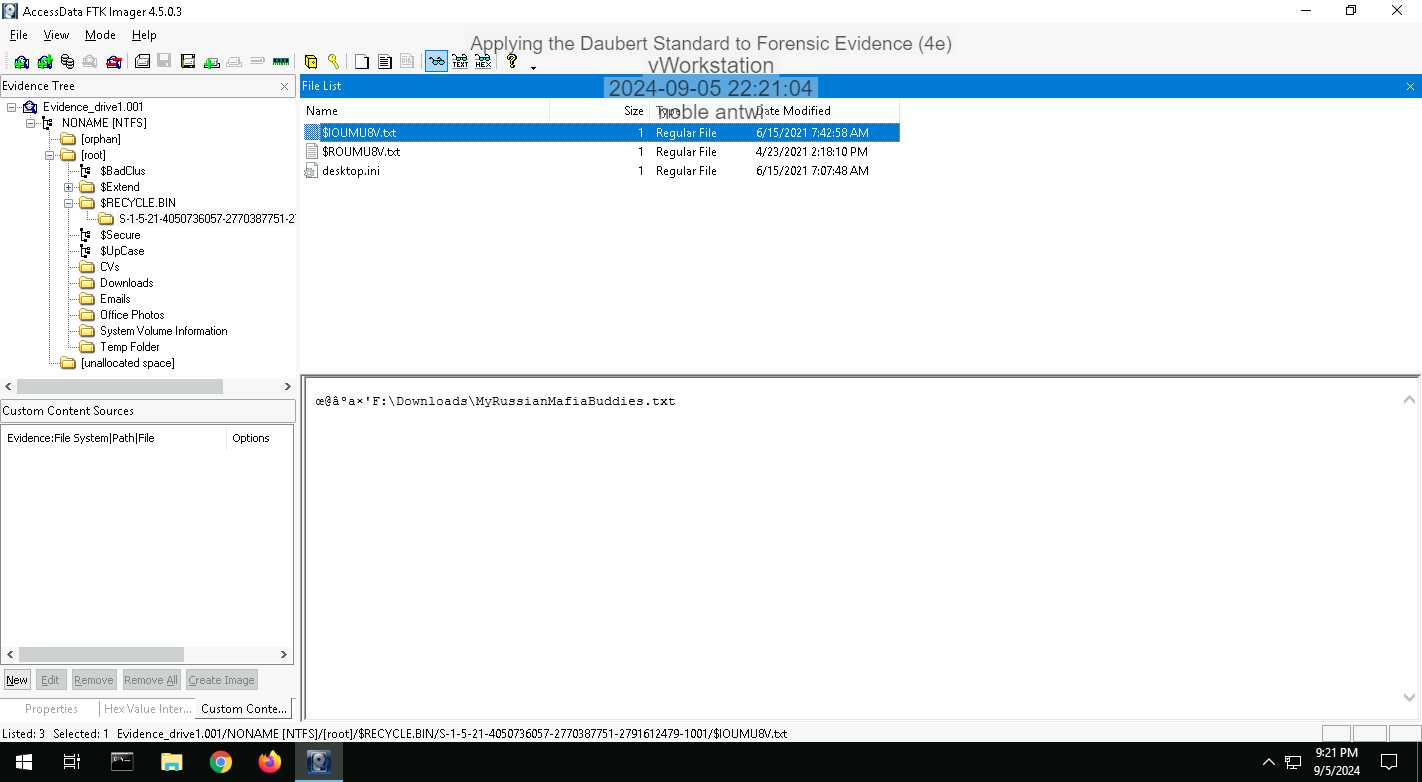 AccessData FTK Imager 4.5.0.3
File View Mode Help
Applying the Daubert Standard to Forensic Evidence (4e)
vWorkstation
2024-09-05 22:21:04
noble antwi
Evidence Tree
File List
Evidence_drive1.001
NONAME [NTFS]
[orphan]
[root]
$BadClus
$Extend
$RECYCLE.BIN
S-1-5-21-4050736057-2770387751-2
$Secure
$UpCase
CVs
Downloads
Emails
Office Photos
System Volume Information
Temp Folder
[unallocated space]
Name Size Type Date Modified
$IOUMU8V.txt 1 Regular File 6/15/2021 7:42:58 AM
$ROUMU8V.txt 1 Regular File 4/23/2021 2:18:10 PM
desktop.ini 1 Regular File 6/15/2021 7:07:48 AM
œ@âºa×'F:\Downloads\MyRussianMafiaBuddies.txt
Custom Content Sources
Evidence:File System|Path|File Options
New Edit Remove Remove All Create Image
Properties Hex Value Inter... Custom Conte...
Listed: 3 Selected: 1 Evidence_drive1.001/NONAME [NTFS]/[root]/$RECYCLE.BIN/S-1-5-21-4050736057-2770387751-2791612479-1001/$IOUMU8V.txt
9:21 PM
9/5/2024